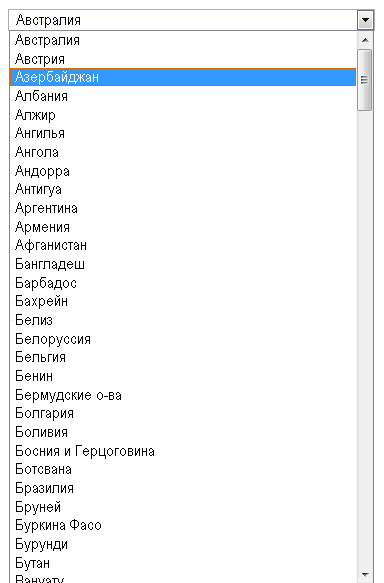 Австралия
Австралия
Австрия
Азербайджан
Албания
Алжир
Ангилья
Ангола
Андорра
Антигуа
Аргентина
Армения
Афганистан
Бангладеш
Барбадос
Бахрейн
Белиз
Белоруссия
Бельгия
Бенин
Бермудские о-ва
Болгария
Боливия
Босния и Герцоговина
Ботсвана
Бразилия
Бруней
Буркина Фасо
Бурунди
Бутан
Вануату